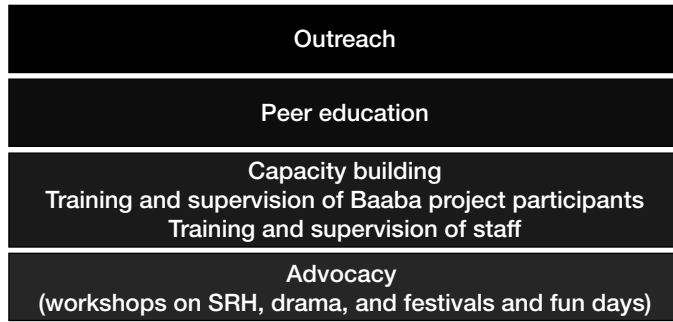 Outreach
Peer education
Capacity building
Training and supervision of Baaba project participants
Training and supervision of staff
Advocacy
(workshops on SRH, drama, and festivals and fun days)